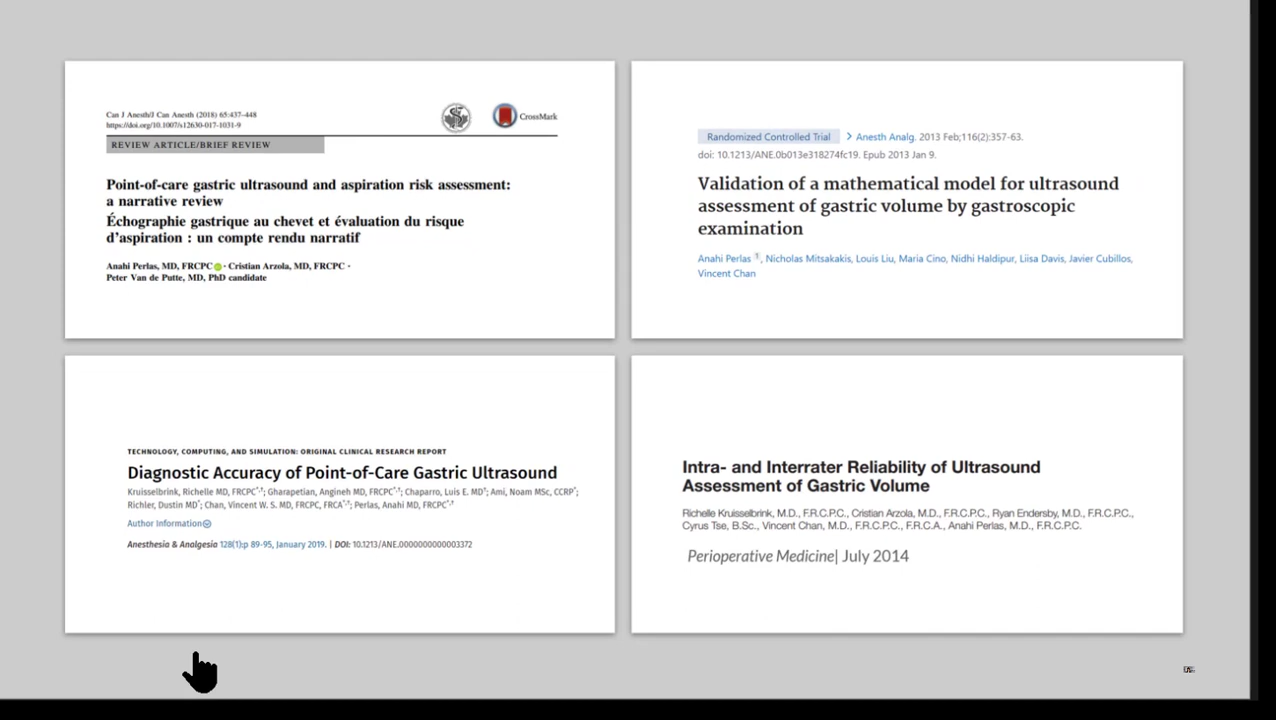 Can J Anesth/J Can Anesth (2018) 65:437–448
https://doi.org/10.1007/s12630-017-1031-9
CrossMark
REVIEW ARTICLE/BRIEF REVIEW
Point-of-care gastric ultrasound and aspiration risk assessment:
a narrative review
Échographie gastrique au chevet et évaluation du risque
d'aspiration : un compte rendu narratif
Anahi Perlas, MD, FRCPC · Cristian Arzola, MD, FRCPC ·
Peter Van de Putte, MD, PhD candidate
Randomized Controlled Trial > Anesth Analg. 2013 Feb;116(2):357-63.
doi: 10.1213/ANE.0b013e318274fc19. Epub 2013 Jan 9.
Validation of a mathematical model for ultrasound
assessment of gastric volume by gastroscopic
examination
Anahi Perlas 1, Nicholas Mitsakakis, Louis Liu, Maria Cino, Nidhi Haldipur, Liisa Davis, Javier Cubillos,
Vincent Chan
TECHNOLOGY, COMPUTING, AND SIMULATION: ORIGINAL CLINICAL RESEARCH REPORT
Diagnostic Accuracy of Point-of-Care Gastric Ultrasound
Kruisselbrink, Richelle MD, FRCPC*,†; Gharapetian, Angineh MD, FRCPC*,†; Chaparro, Luis E. MD†; Ami, Noam MSc, CCRP*;
Richler, Dustin MD*; Chan, Vincent W. S. MD, FRCPC, FRCA*,†; Perlas, Anahi MD, FRCPC*,†
Author Information
Anesthesia & Analgesia 128(1):p 89-95, January 2019. | DOI: 10.1213/ANE.0000000000003372
Intra- and Interrater Reliability of Ultrasound
Assessment of Gastric Volume
Richelle Kruisselbrink, M.D., F.R.C.P.C., Cristian Arzola, M.D., F.R.C.P.C., Ryan Endersby, M.D., F.R.C.P.C.,
Cyrus Tse, B.Sc., Vincent Chan, M.D., F.R.C.P.C., F.R.C.A., Anahi Perlas, M.D., F.R.C.P.C.
Perioperative Medicine| July 2014